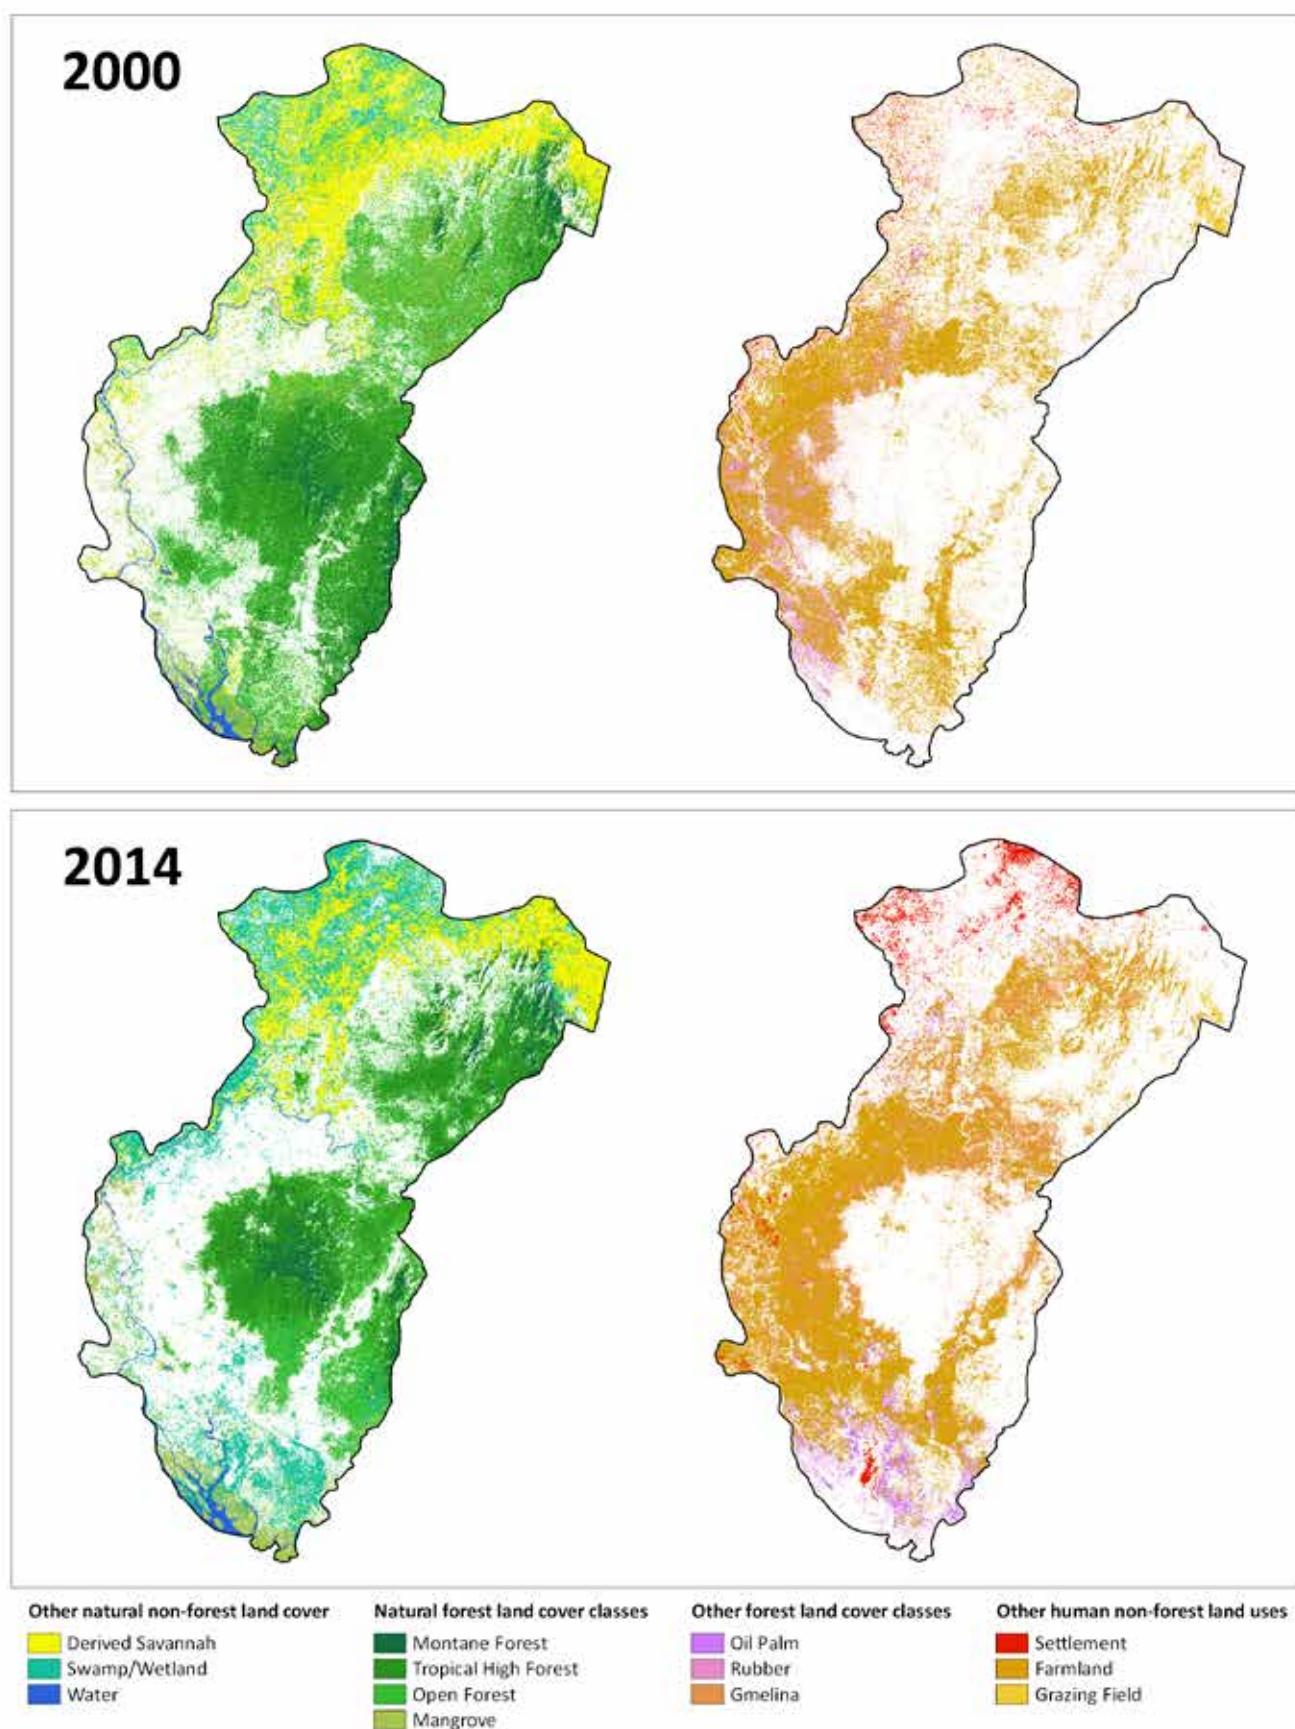 2000
2014
Other natural non-forest land cover
Derived Savannah
Swamp/Wetland
Water
Natural forest land cover classes
Montane Forest
Tropical High Forest
Open Forest
Mangrove
Other forest land cover classes
Oil Palm
Rubber
Gmelina
Other human non-forest land uses
Settlement
Farmland
Grazing Field